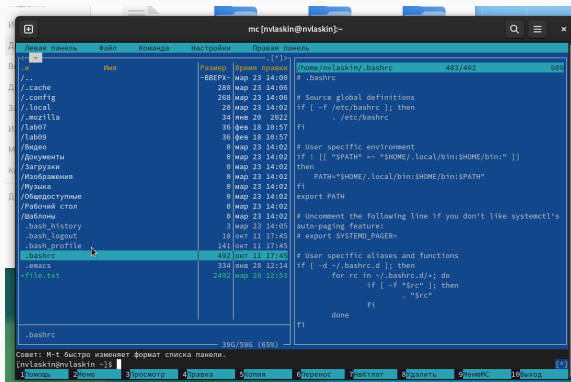 mc [nvlaskin@nvlaskin]:~
Левая панель Файл Команда Настройки Правая панель
<- ~ .[^]>
.и Имя Размер Время правки
/.. -ВВЕРХ- мар 23 14:00
/.cache 280 мар 23 14:06
/.config 268 мар 23 14:06
/.local 20 мар 23 14:02
/.mozilla 34 янв 20 2022
/lab07 36 фев 18 10:57
/lab09 36 фев 18 10:57
/Видео 0 мар 23 14:02
/Документы 0 мар 23 14:02
/Загрузки 0 мар 23 14:02
/Изображения 0 мар 23 14:02
/Музыка 0 мар 23 14:02
/Общедоступные 0 мар 23 14:02
/Рабочий стол 0 мар 23 14:02
/Шаблоны 0 мар 23 14:02
.bash_history 3 мар 23 14:05
.bash_logout 18 окт 11 17:45
.bash_profile 141 окт 11 17:45
.bashrc 492 окт 11 17:45
.emacs 334 янв 28 12:14
*file.txt 2492 мар 20 12:53
.bashrc
39G/59G (65%)
/home/nvlaskin/.bashrc 483/492 98%
# .bashrc
# Source global definitions
if [ -f /etc/bashrc ]; then
. /etc/bashrc
fi
# User specific environment
if ! [[ "$PATH" =~ "$HOME/.local/bin:$HOME/bin:" ]]
then
PATH="$HOME/.local/bin:$HOME/bin:$PATH"
fi
export PATH
# Uncomment the following line if you don't like systemctl's
auto-paging feature:
# export SYSTEMD_PAGER=
# User specific aliases and functions
if [ -d ~/.bashrc.d ]; then
for rc in ~/.bashrc.d/*; do
if [ -f "$rc" ]; then
. "$rc"
fi
done
fi
Совет: M-t быстро изменяет формат списка панели.
[nvlaskin@nvlaskin ~]$ [^]
1Помощь 2Меню 3Просмотр 4Правка 5Копия 6Перенос 7НвКтлог 8Удалить 9МенюMC 10Выход